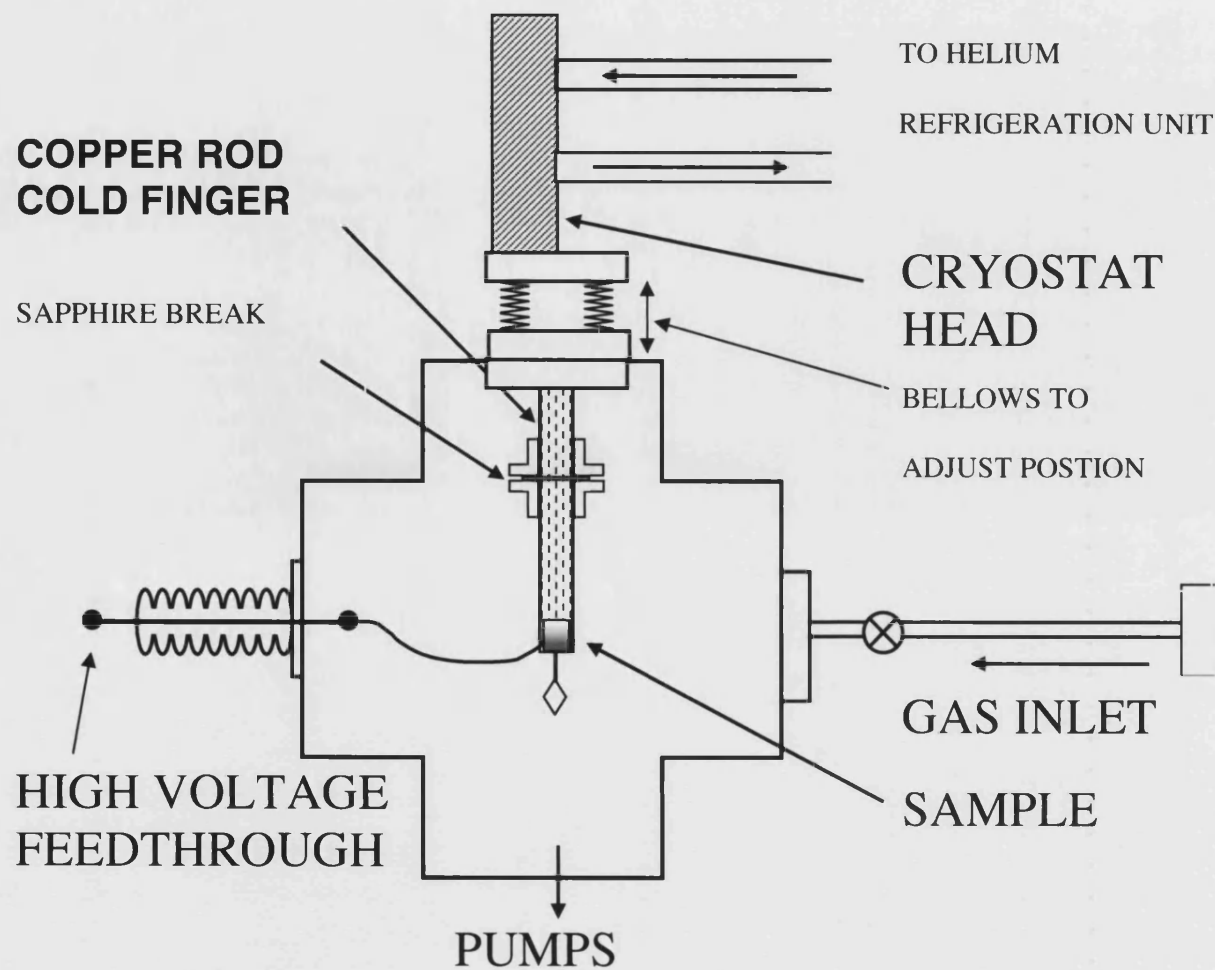 TO HELIUM
REFRIGERATION UNIT
COPPER ROD
COLD FINGER
SAPPHIRE BREAK
CRYOSTAT
HEAD
BELLOWS TO
ADJUST POSTION
GAS INLET
HIGH VOLTAGE
FEEDTHROUGH
SAMPLE
PUMPS